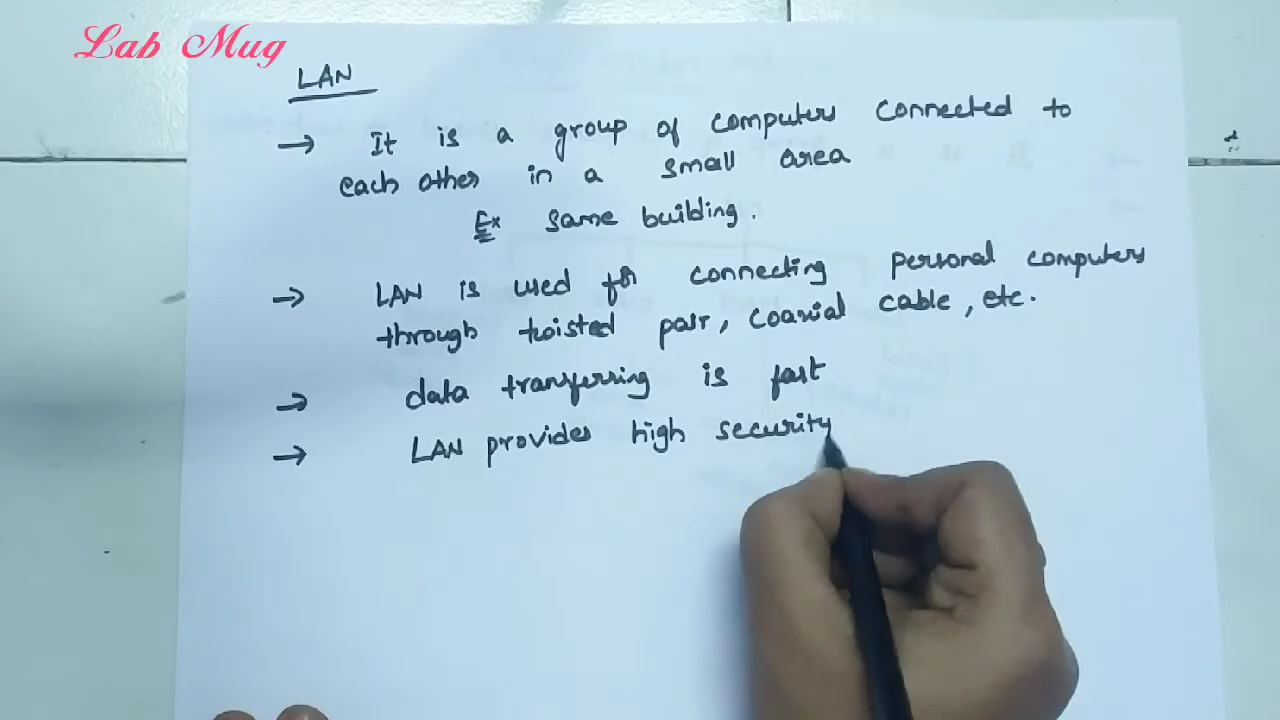 Lab Mug
LAN
→ It is a group of computers connected to
each other in a small area
Ex same building.
→ LAN is used for connecting personal computers
through twisted pair, coaxial cable, etc.
→ data transferring is fast
→ LAN provides high security